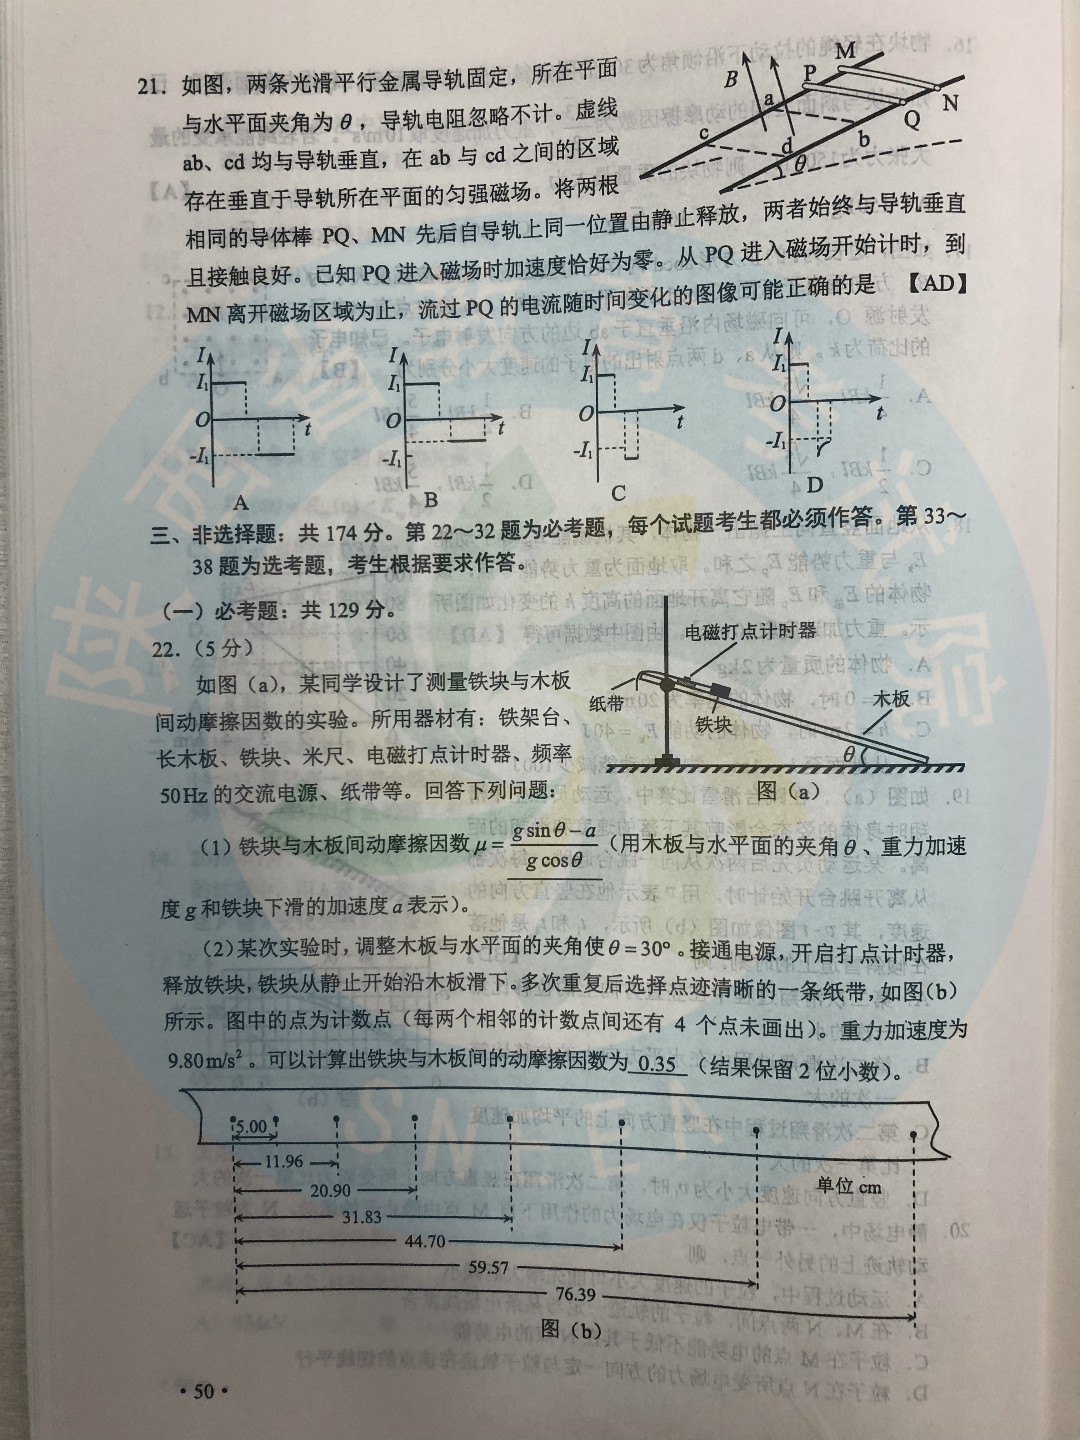 21．如图，两条光滑平行金属导轨固定，所在平面
与水平面夹角为θ，导轨电阻忽略不计。虚线
ab、cd 均与导轨垂直，在 ab 与 cd 之间的区域
存在垂直于导轨所在平面的匀强磁场。将两根
相同的导体棒 PQ、MN 先后自导轨上同一位置由静止释放，两者始终与导轨垂直
且接触良好。已知 PQ 进入磁场时加速度恰好为零。从 PQ 进入磁场开始计时，到
MN 离开磁场区域为止，流过 PQ 的电流随时间变化的图像可能正确的是 【AD】
B
M
P
a
N
Q
c
b
d
θ
I
I₁
O
t
-I₁
A
I
I₁
O
t
-I₁
B
I
I₁
O
t
-I₁
C
I
I₁
O
t
-I₁
D
三、非选择题：共 174 分。第 22～32 题为必考题，每个试题考生都必须作答。第 33～
38 题为选考题，考生根据要求作答。
（一）必考题：共 129 分。
22．（5 分）
如图（a），某同学设计了测量铁块与木板
间动摩擦因数的实验。所用器材有：铁架台、
长木板、铁块、米尺、电磁打点计时器、频率
50Hz 的交流电源、纸带等。回答下列问题：
电磁打点计时器
纸带
铁块
木板
θ
图（a）
（1）铁块与木板间动摩擦因数 μ= (g sinθ−a)/(g cosθ) （用木板与水平面的夹角θ、重力加速
度 g 和铁块下滑的加速度 a 表示）。
（2）某次实验时，调整木板与水平面的夹角使θ=30°。接通电源，开启打点计时器，
释放铁块，铁块从静止开始沿木板滑下。多次重复后选择点迹清晰的一条纸带，如图（b）
所示。图中的点为计数点（每两个相邻的计数点间还有 4 个点未画出）。重力加速度为
9.80m/s²。可以计算出铁块与木板间的动摩擦因数为 0.35 （结果保留 2 位小数）。
5.00
11.96
20.90
31.83
44.70
59.57
76.39
单位 cm
图（b）
·50·
陕西省
SNEEA